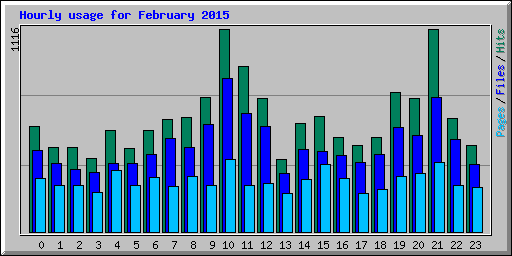 Hourly usage for February 2015
1116
Pages/Files/Hits
0 1 2 3 4 5 6 7 8 9 10 11 12 13 14 15 16 17 18 19 20 21 22 23